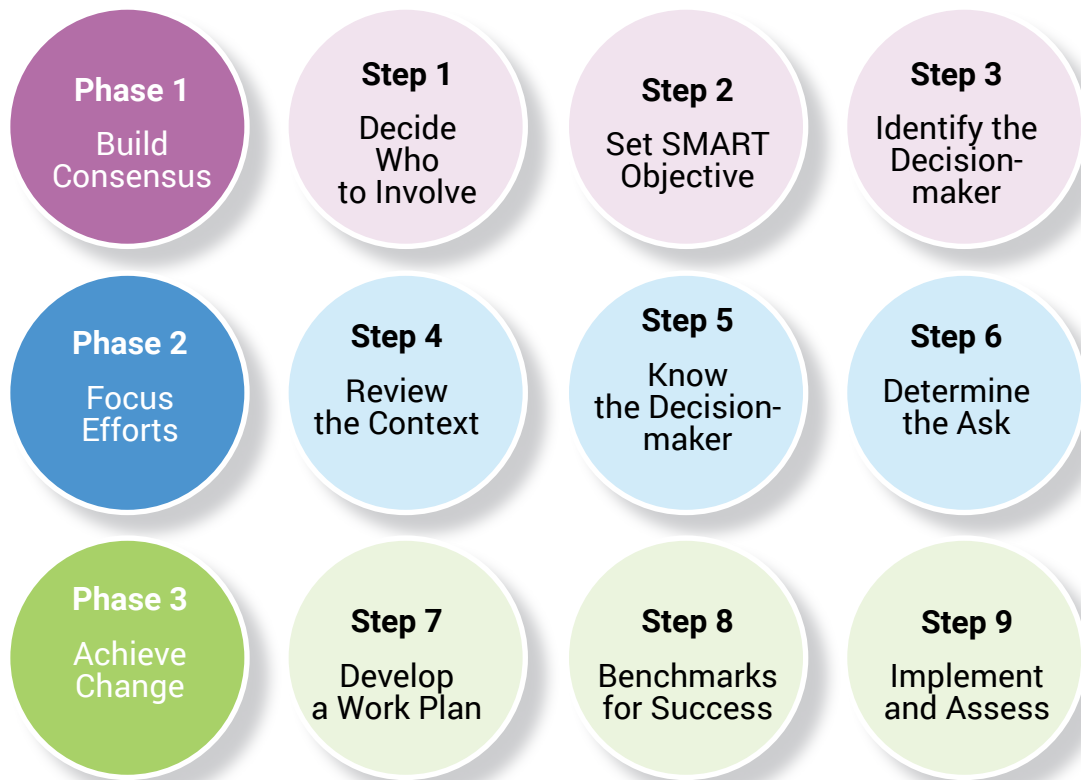 Phase 1
Build
Consensus
Step 1
Decide
Who
to Involve
Step 2
Set SMART
Objective
Step 3
Identify the
Decision-
maker
Phase 2
Focus
Efforts
Step 4
Review
the Context
Step 5
Know
the Decision-
maker
Step 6
Determine
the Ask
Phase 3
Achieve
Change
Step 7
Develop
a Work Plan
Step 8
Benchmarks
for Success
Step 9
Implement
and Assess